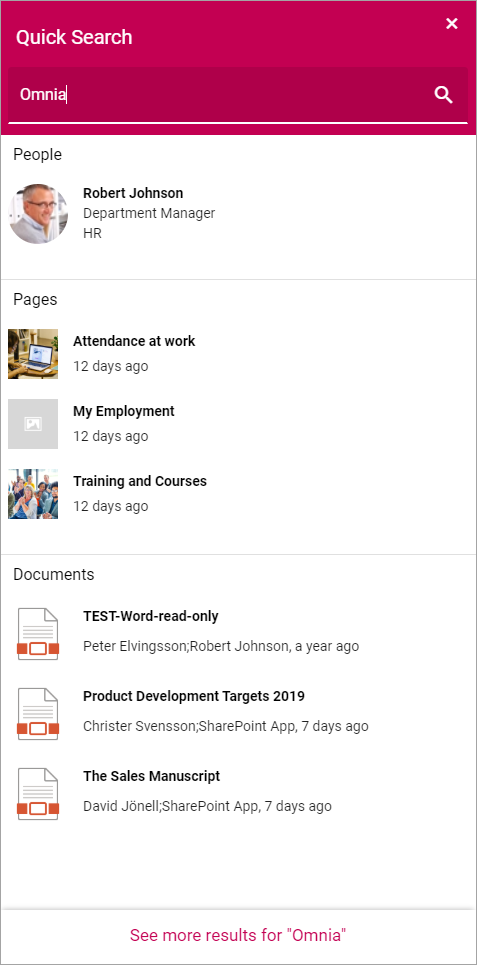 Quick Search
Omnia
People
Robert Johnson
Department Manager
HR
Pages
Attendance at work
12 days ago
My Employment
12 days ago
Training and Courses
12 days ago
Documents
TEST-Word-read-only
Peter Elvingsson;Robert Johnson, a year ago
Product Development Targets 2019
Christer Svensson;SharePoint App, 7 days ago
The Sales Manuscript
David Jönell;SharePoint App, 7 days ago
See more results for "Omnia"